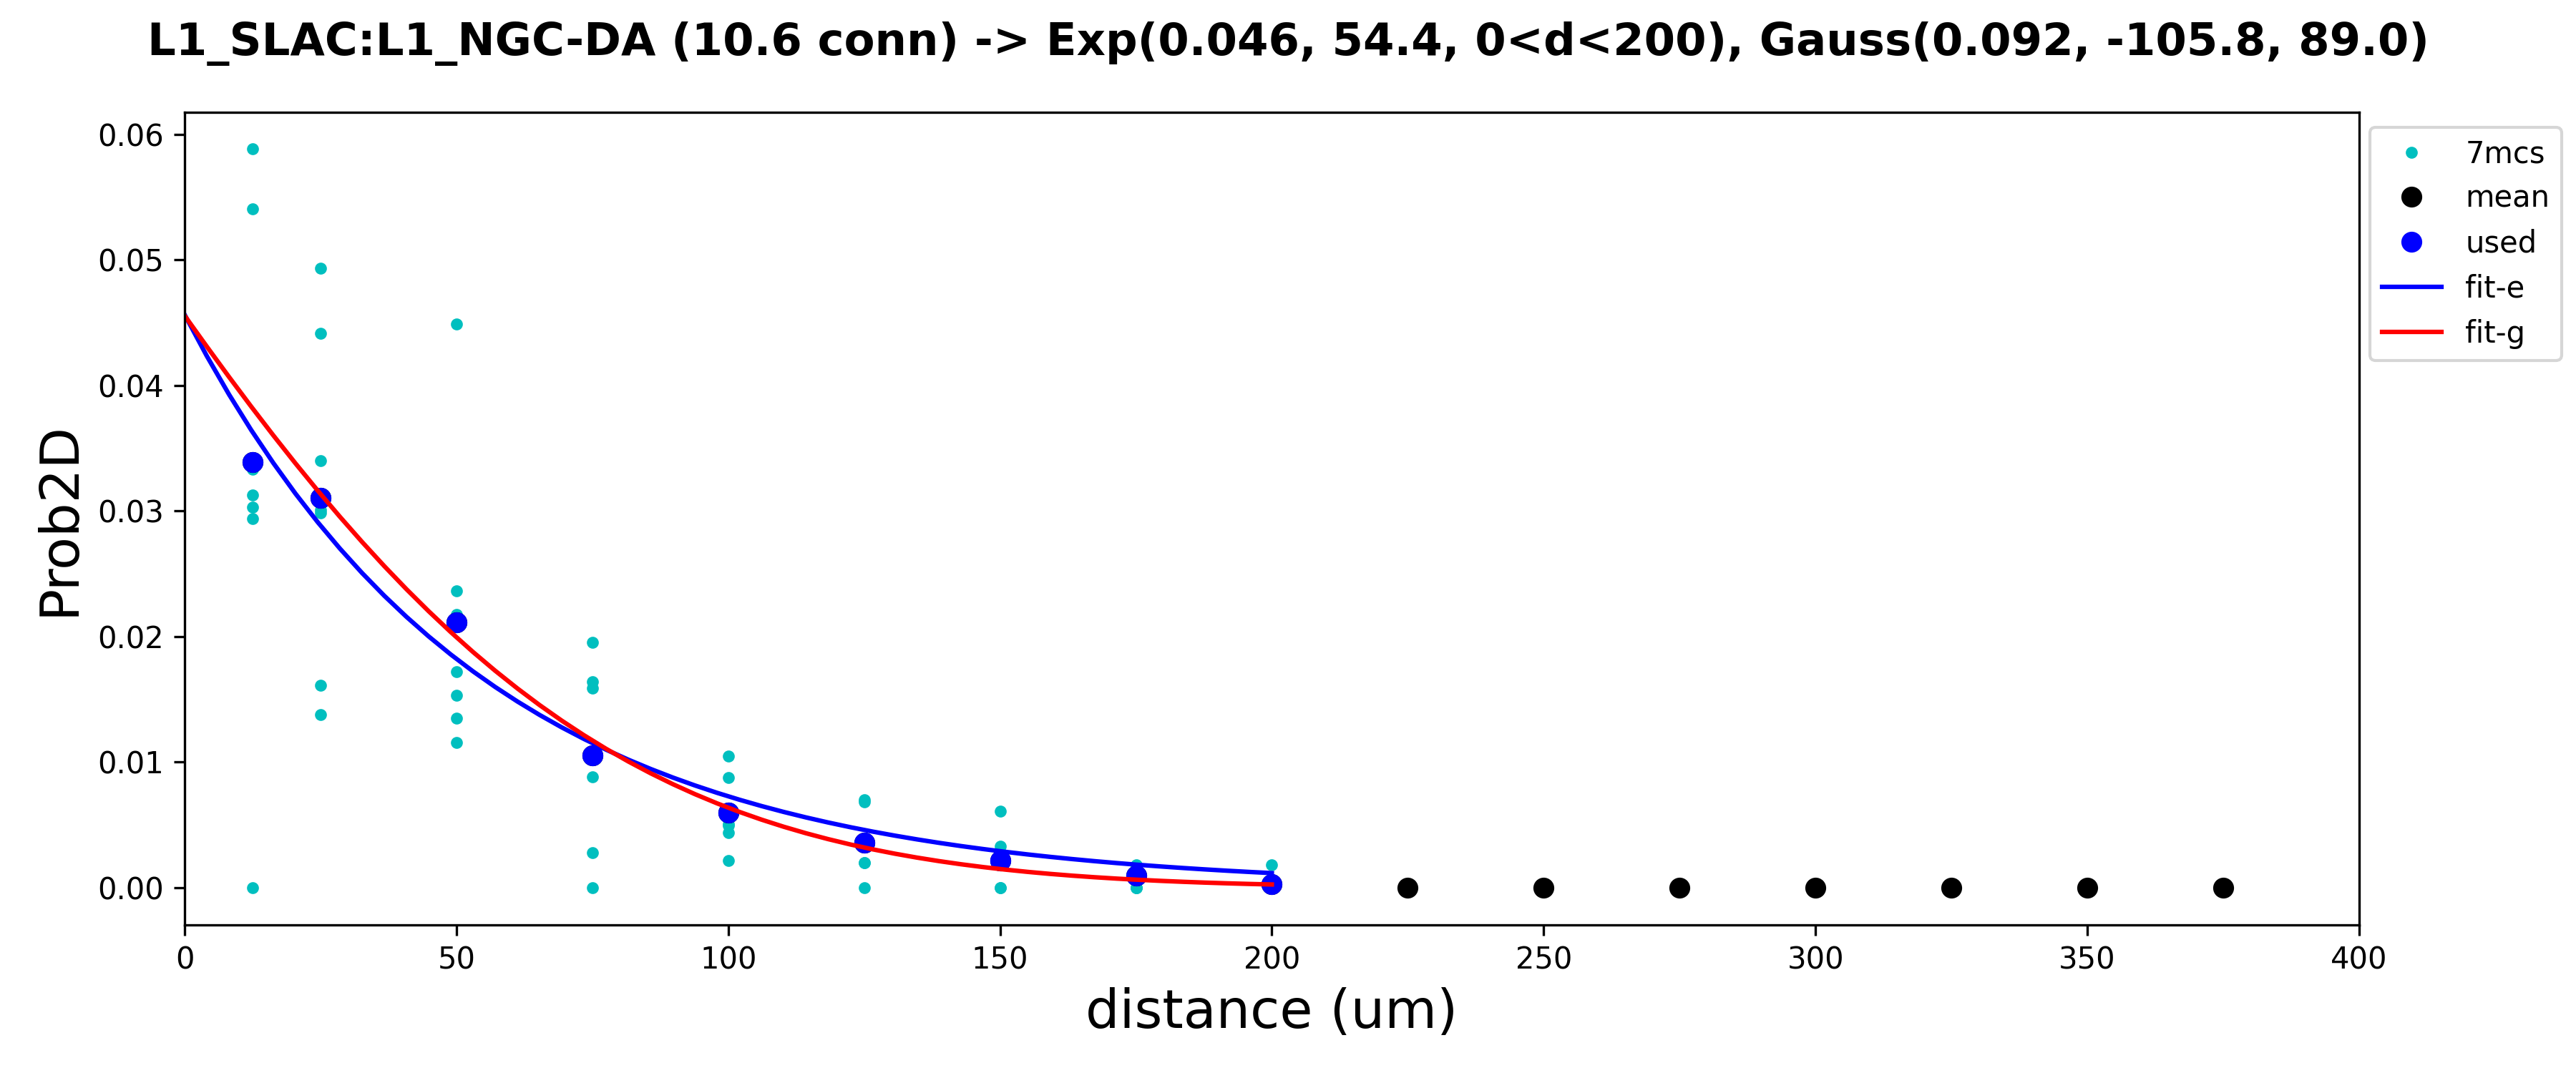 L1_SLAC:L1_NGC-DA (10.6 conn) -> Exp(0.046, 54.4, 0<d<200), Gauss(0.092, -105.8, 89.0)
0.06
0.05
0.04
0.03
0.02
0.01
0.00
Prob2D
0 50 100 150 200 250 300 350 400
distance (um)
7mcs
mean
used
fit-e
fit-g